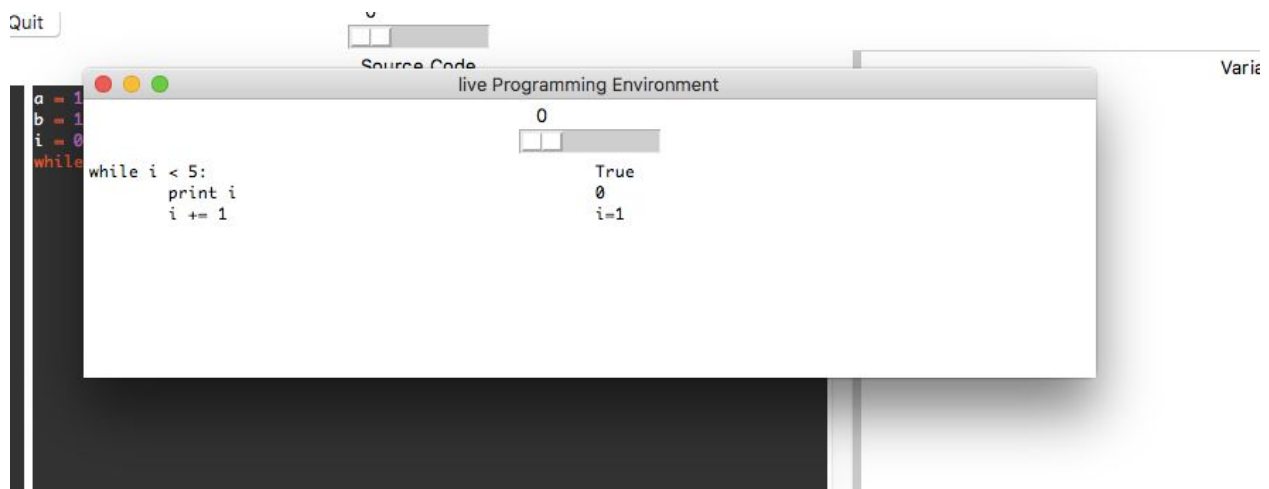 Quit
0
Source Code
Varia
live Programming Environment
0
a = 1
b = 1
i = 0
while
while i < 5: True
print i 0
i += 1 i=1